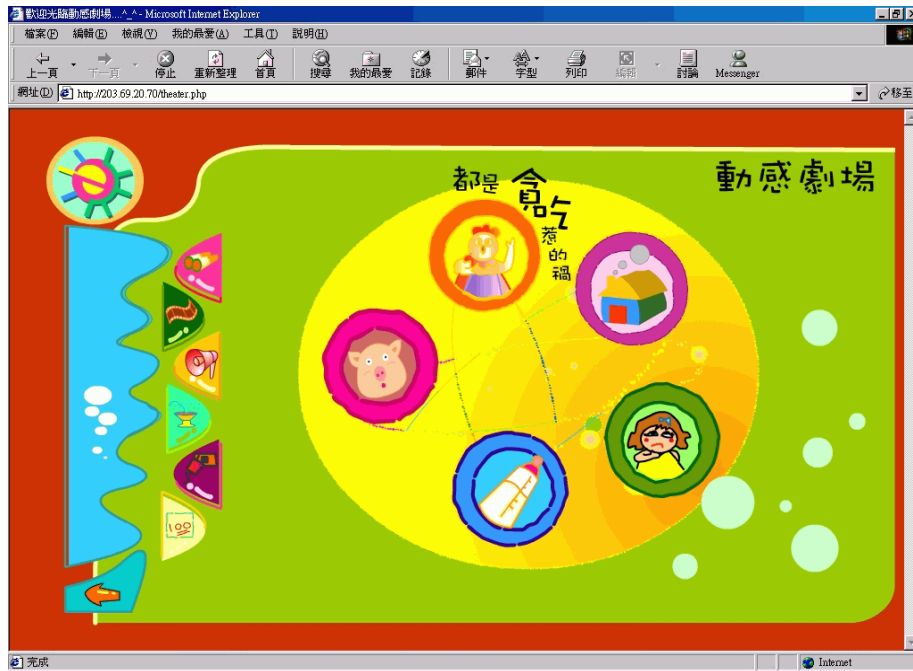 歡迎光臨動感劇場....^_^ - Microsoft Internet Explorer
檔案(F) 編輯(E) 檢視(V) 我的最愛(A) 工具(T) 說明(H)
上一頁 下一頁 停止 重新整理 首頁 搜尋 我的最愛 記錄 郵件 字型 列印 編輯 討論 Messenger
網址(D) http://203.69.20.70/theater.php 移至
動感劇場
都是貪吃惹的禍
100
完成 Internet